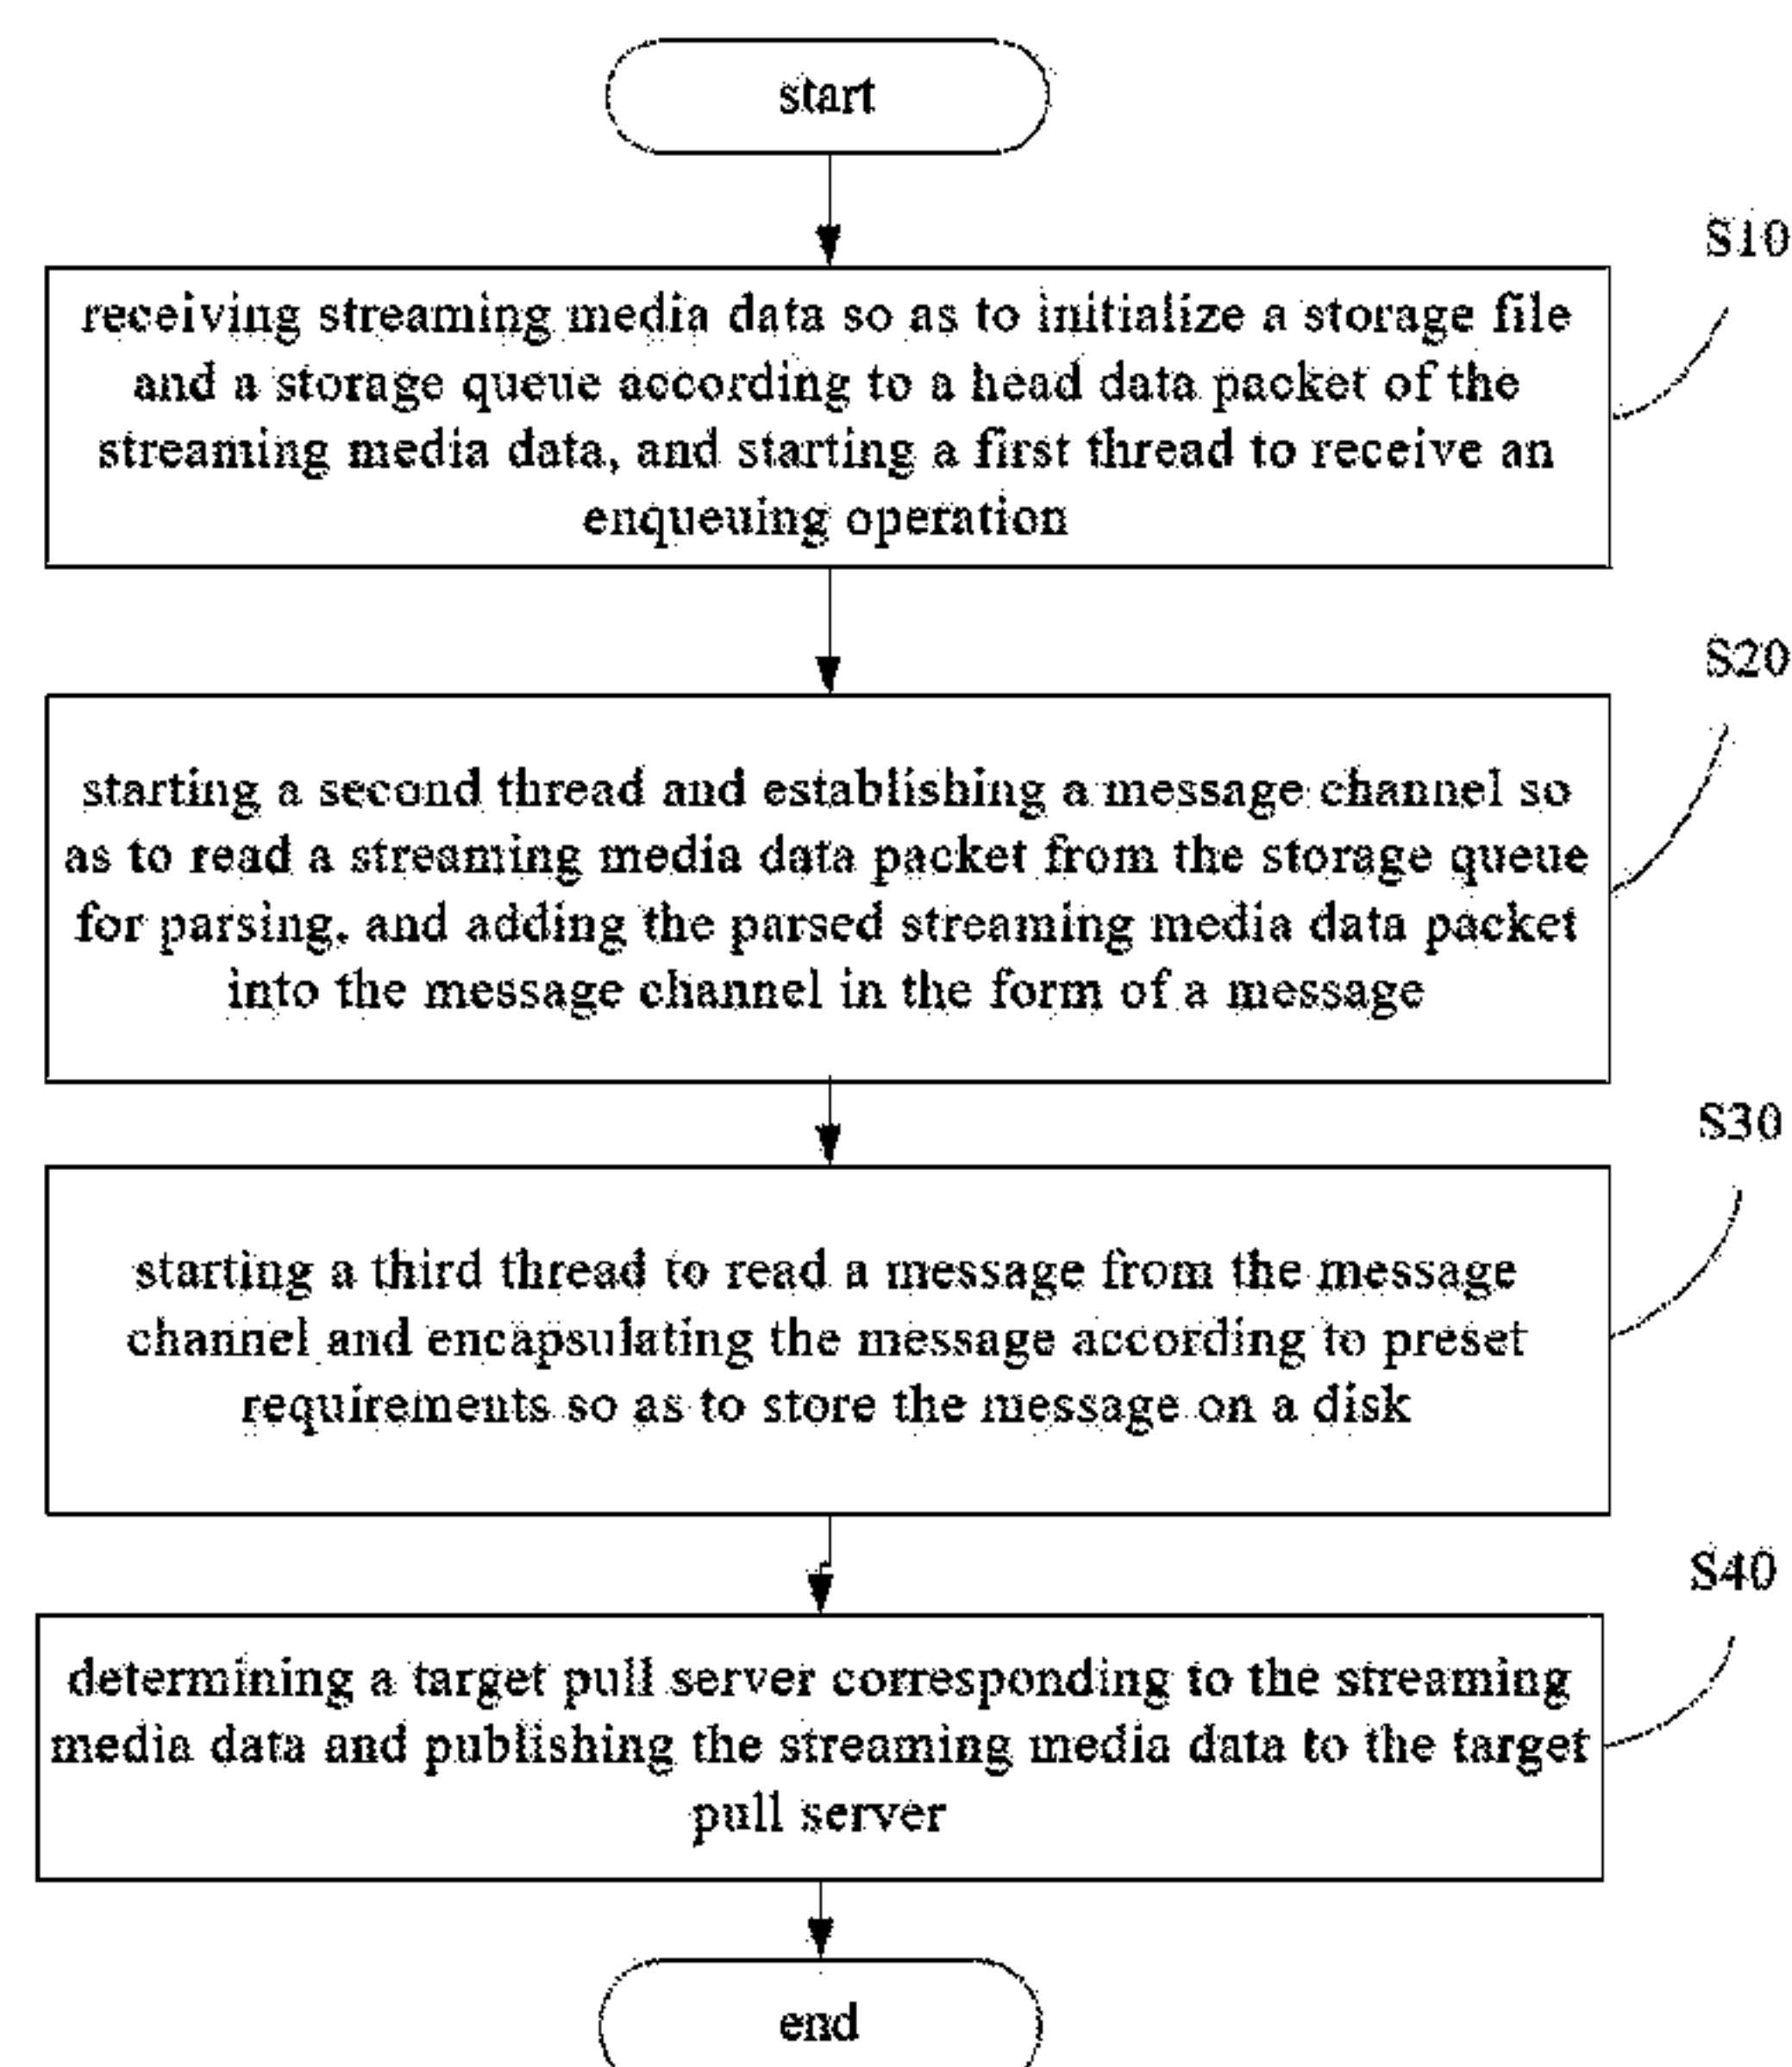 start
S10
receiving streaming media data so as to initialize a storage file
and a storage queue according to a head data packet of the
streaming media data, and starting a first thread to receive an
enqueuing operation
S20
starting a second thread and establishing a message channel so
as to read a streaming media data packet from the storage queue
for parsing, and adding the parsed streaming media data packet
into the message channel in the form of a message
S30
starting a third thread to read a message from the message
channel and encapsulating the message according to preset
requirements so as to store the message on a disk
S40
determining a target pull server corresponding to the streaming
media data and publishing the streaming media data to the target
pull server
end